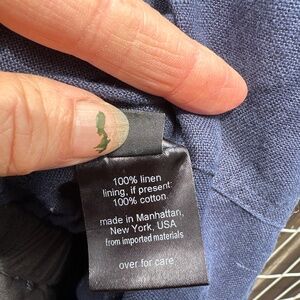 100% linen
lining, if present:
100% cotton
made in Manhattan,
New York, USA
from imported materials
over for care